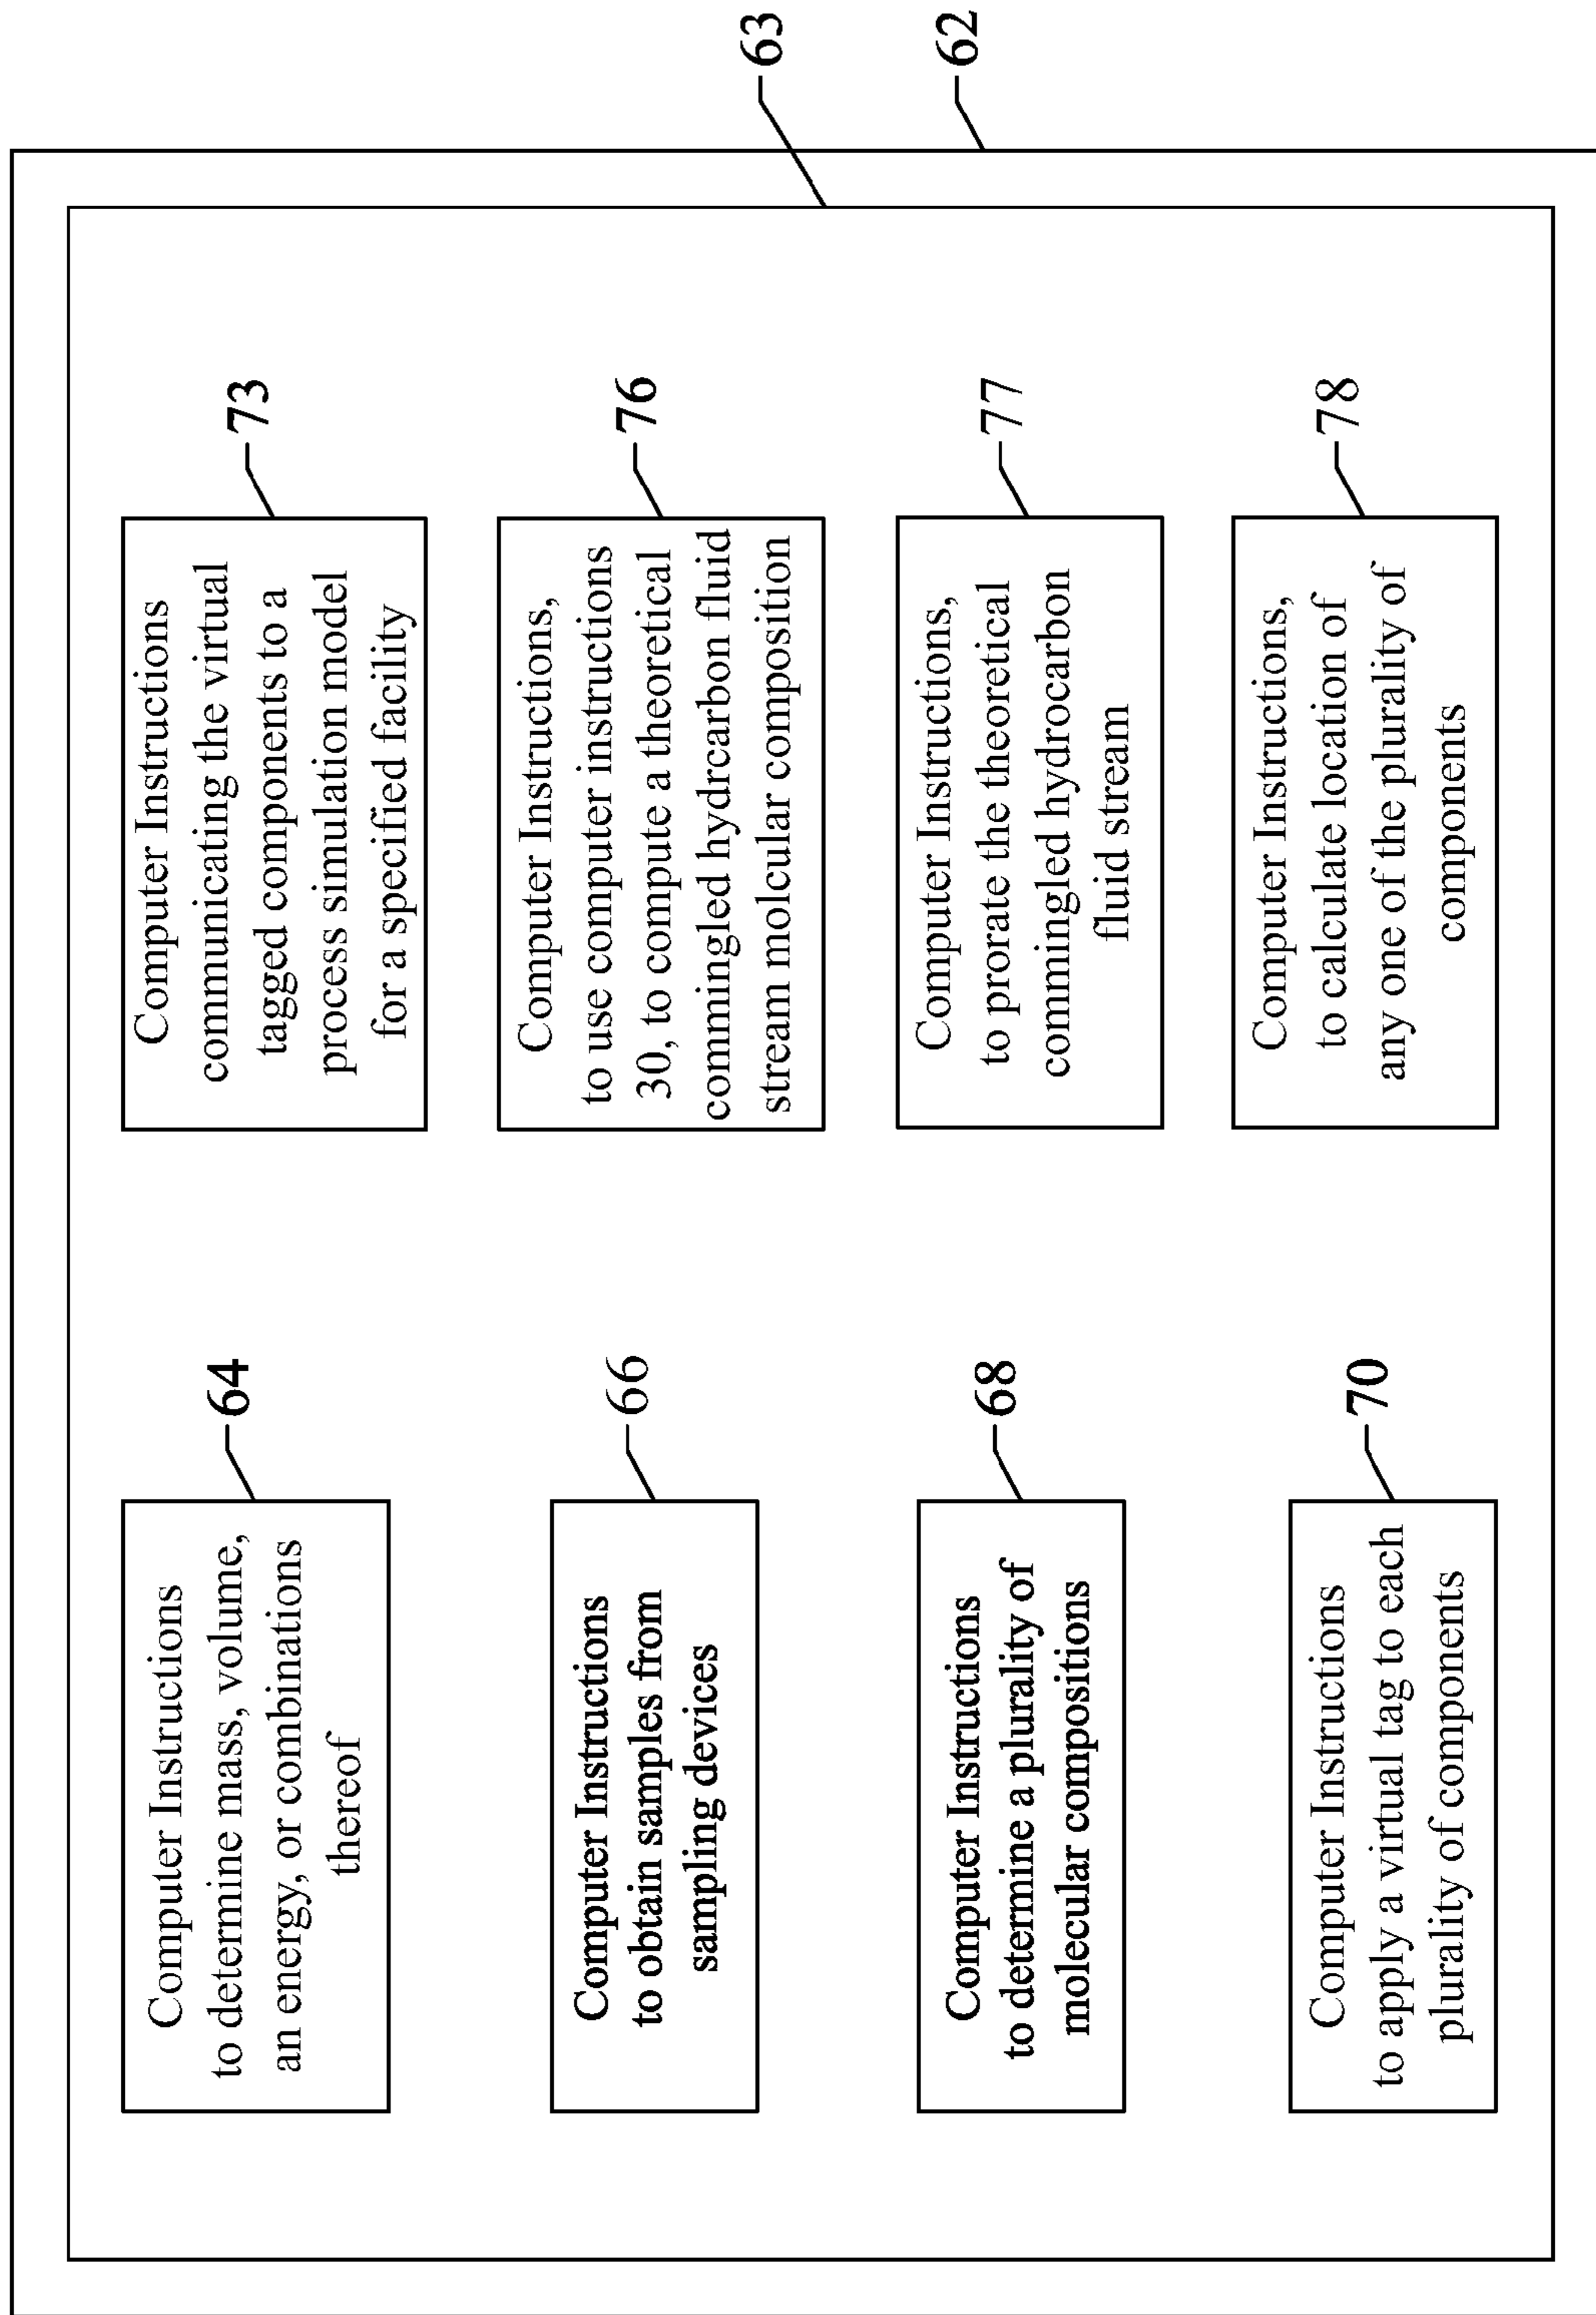 Computer Instructions
to determine mass, volume,
an energy, or combinations
thereof
64
Computer Instructions
to obtain samples from
sampling devices
66
Computer Instructions
to determine a plurality of
molecular compositions
68
Computer Instructions
to apply a virtual tag to each
plurality of components
70
Computer Instructions
communicating the virtual
tagged components to a
process simulation model
for a specified facility
73
Computer Instructions,
to use computer instructions
30, to compute a theoretical
commingled hydrcarbon fluid
stream molcular composition
76
Computer Instructions,
to prorate the theoretical
commingled hydrocarbon
fluid stream
77
Computer Instructions,
to calculate location of
any one of the plurality of
components
78
63
62